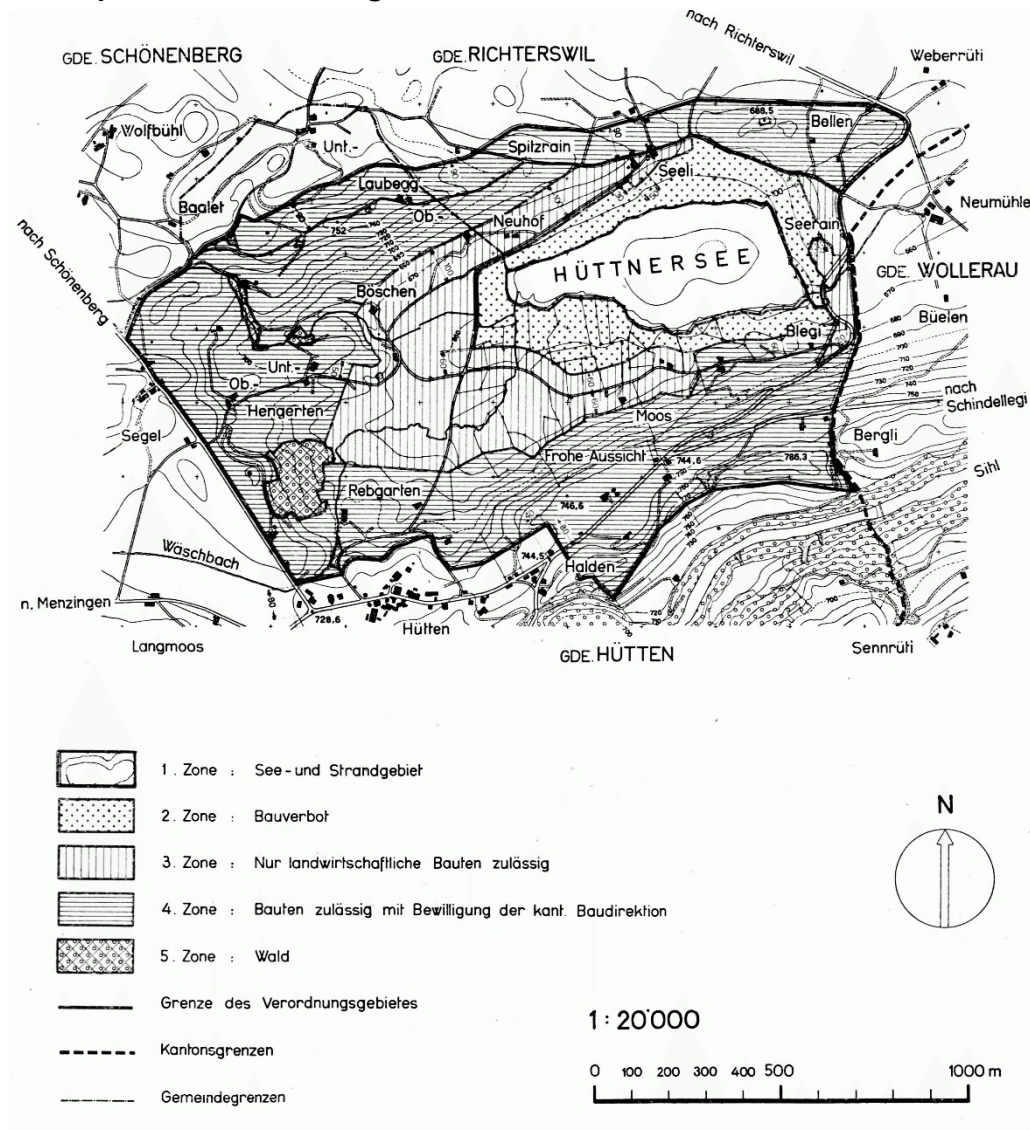 nach Richterswil
GDE. SCHÖNENBERG
GDE. RICHTERSWIL
Weberrüti
Wolfbühl
Unt.-
Spitzrain
688,5
Bellen
Laubegg
Seeli
Baalet
Ob.-
Neuhof
Seerain
Neumühle
752
nach Schönenberg
HÜTTNERSEE
GDE. WOLLERAU
Böschen
Büelen
Blegi
Unt.-
Ob.-
Hengerten
Moos
nach
Schindellegi
Segel
Bergli
Frohe Aussicht
744,6
786,3
Sihl
Rebgarten
746,6
Wäschbach
744,5
Halden
n. Menzingen
728,6
Hütten
Langmoos
GDE. HÜTTEN
Sennrüti
1. Zone : See- und Strandgebiet
2. Zone : Bauverbot
3. Zone : Nur landwirtschaftliche Bauten zulässig
4. Zone : Bauten zulässig mit Bewilligung der kant. Baudirektion
5. Zone : Wald
Grenze des Verordnungsgebietes
Kantonsgrenzen
Gemeindegrenzen
N
1 : 20'000
0 100 200 300 400 500 1000 m